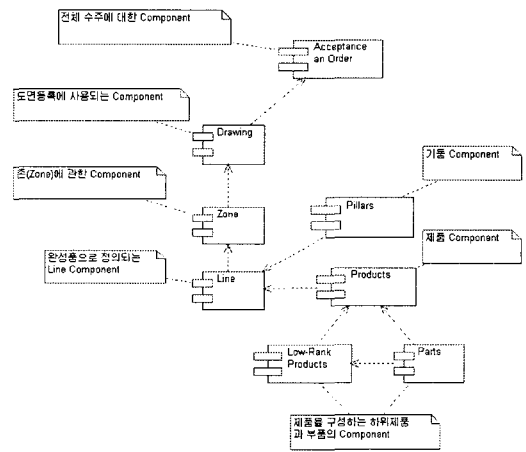 전체 수주에 대한 Component
Acceptance
an Order
도면등록에 사용되는 Component
Drawing
기둥 Component
존(Zone)에 관한 Component
Zone
Pillars
제품 Component
완성품으로 정의되는
Line Component
Line
Products
Low-Rank
Products
Parts
제품을 구성하는 하위제품
과 부품의 Component